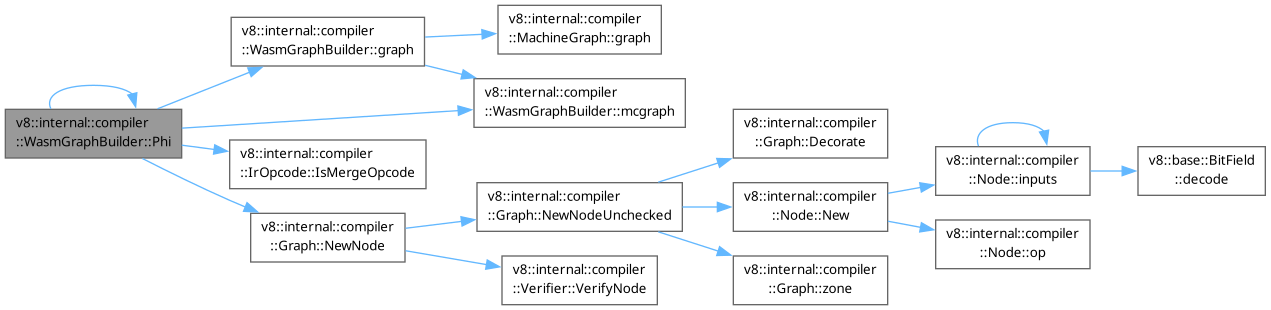 v8::internal::compiler
::WasmGraphBuilder::Phi
v8::internal::compiler
::WasmGraphBuilder::graph
v8::internal::compiler
::MachineGraph::graph
v8::internal::compiler
::WasmGraphBuilder::mcgraph
v8::internal::compiler
::IrOpcode::IsMergeOpcode
v8::internal::compiler
::Graph::NewNode
v8::internal::compiler
::Graph::NewNodeUnchecked
v8::internal::compiler
::Verifier::VerifyNode
v8::internal::compiler
::Graph::Decorate
v8::internal::compiler
::Node::New
v8::internal::compiler
::Graph::zone
v8::internal::compiler
::Node::inputs
v8::internal::compiler
::Node::op
v8::base::BitField
::decode